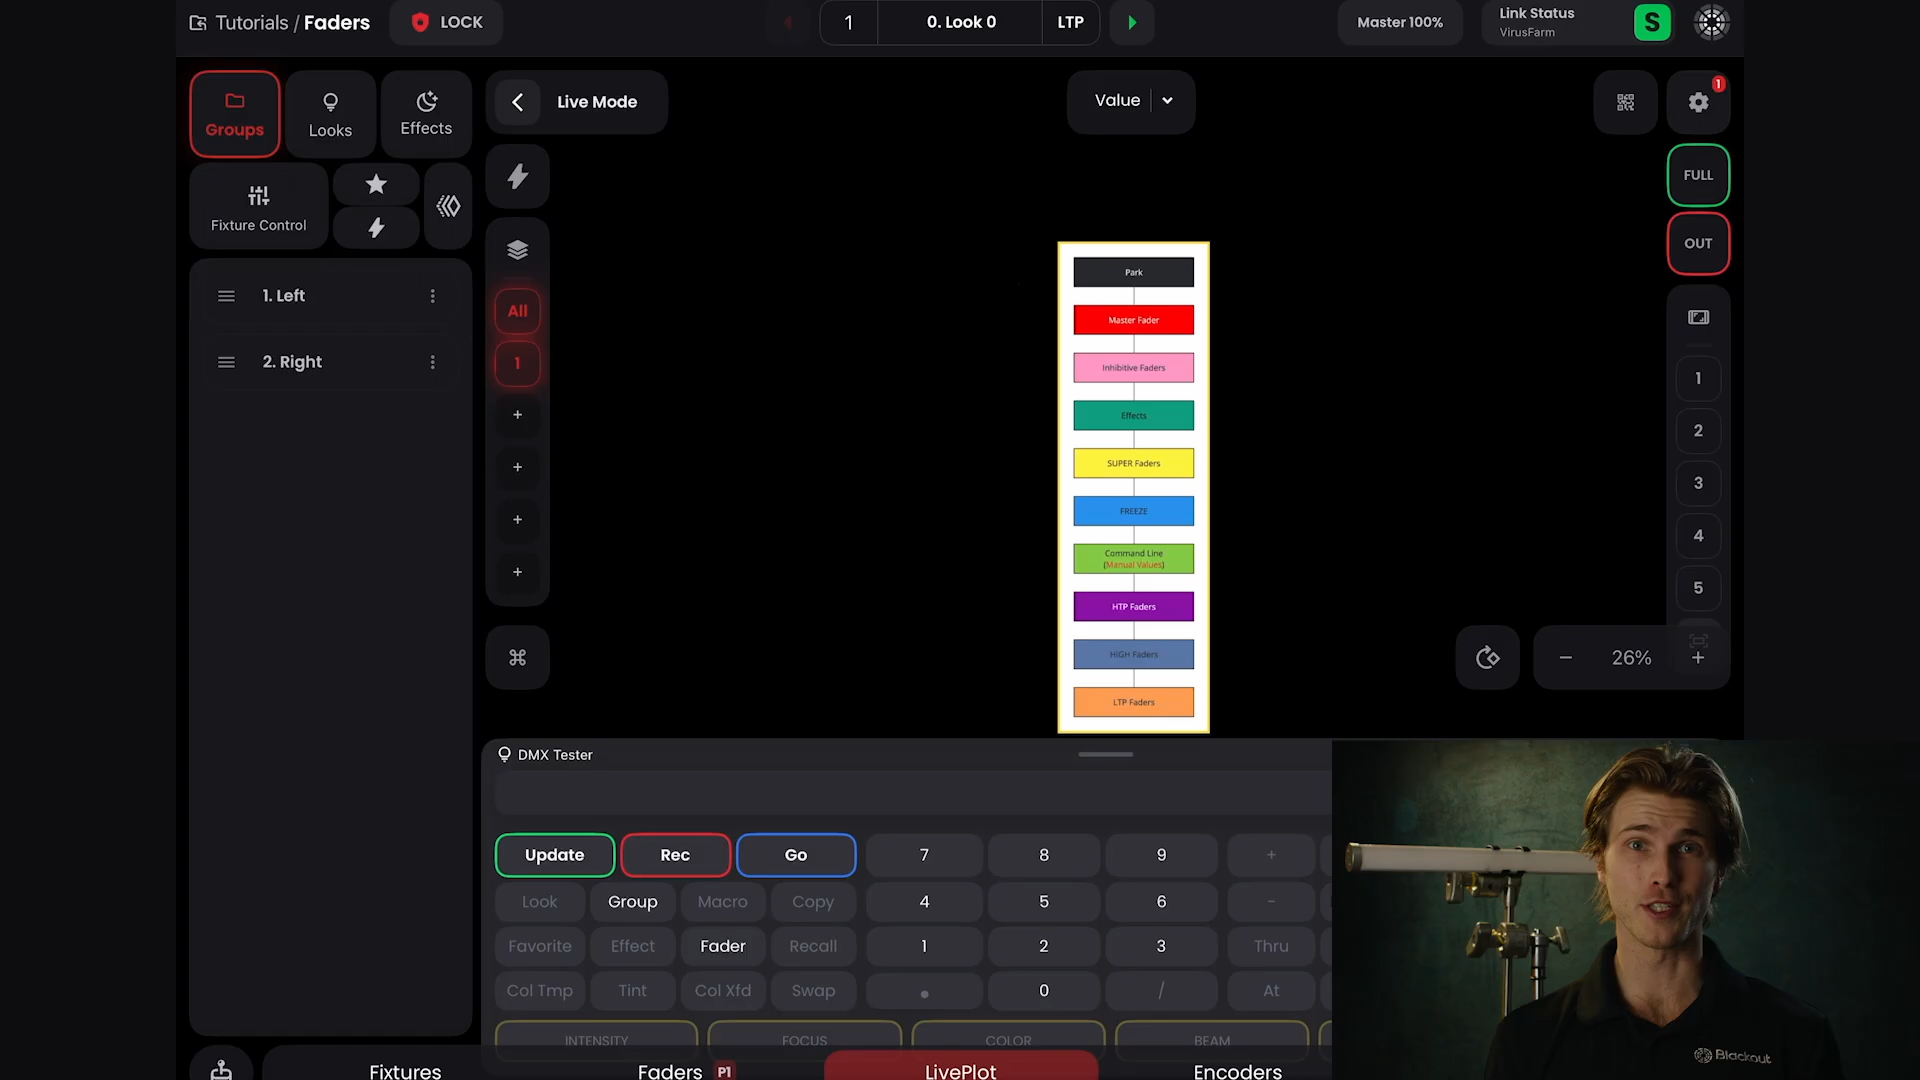 Tutorials / Faders
LOCK
1
0. Look 0
LTP
Master 100%
Link Status
VirusFarm
S
Groups
Looks
Effects
Live Mode
Value
1
Fixture Control
FULL
OUT
1. Left
2. Right
All
1
+
+
+
+
Park
Master Fader
Inhibitive Faders
Effects
SUPER Faders
FREEZE
Command Line
(Manual Values)
HTP Faders
HIGH Faders
LTP Faders
1
2
3
4
5
− 26% +
DMX Tester
Update Rec Go 7 8 9 +
Look Group Macro Copy 4 5 6 -
Favorite Effect Fader Recall 1 2 3 Thru
Col Tmp Tint Col Xfd Swap . 0 / At
INTENSITY FOCUS COLOR BEAM
Fixtures Faders P1 LivePlot Encoders
Blackout